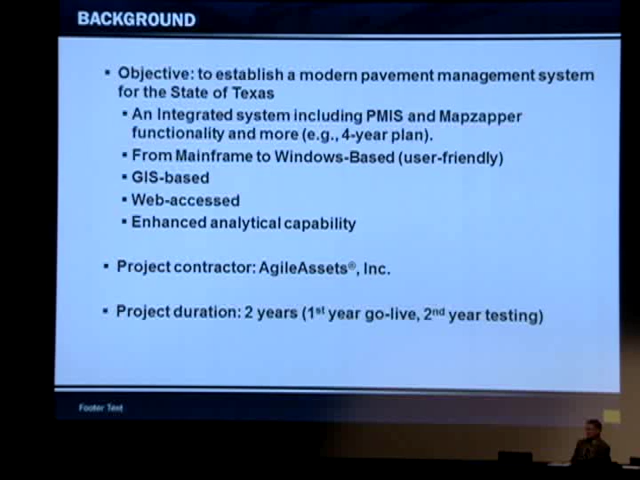 BACKGROUND
▪ Objective: to establish a modern pavement management system
for the State of Texas
▪ An Integrated system including PMIS and Mapzapper
functionality and more (e.g., 4-year plan).
▪ From Mainframe to Windows-Based (user-friendly)
▪ GIS-based
▪ Web-accessed
▪ Enhanced analytical capability
▪ Project contractor: AgileAssets®, Inc.
▪ Project duration: 2 years (1st year go-live, 2nd year testing)
Footer Text